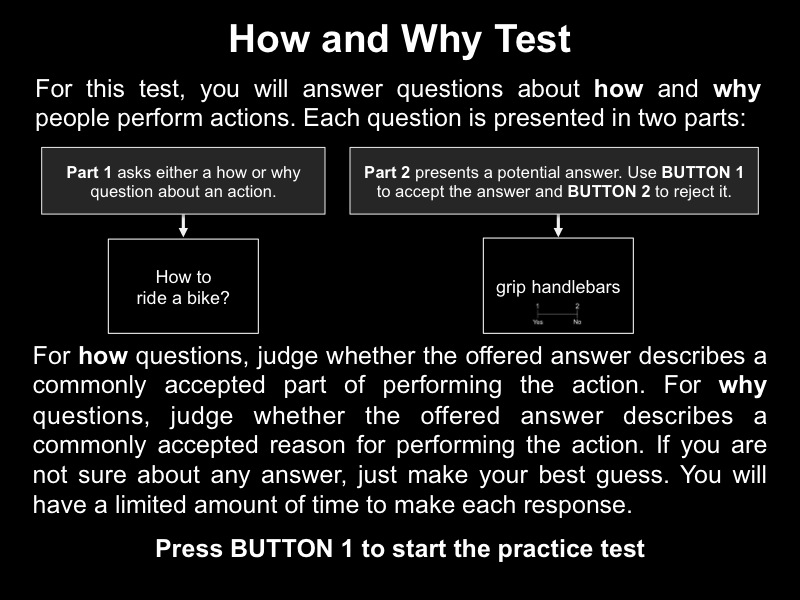 How and Why Test
For this test, you will answer questions about how and why
people perform actions. Each question is presented in two parts:
Part 1 asks either a how or why
question about an action.
Part 2 presents a potential answer. Use BUTTON 1
to accept the answer and BUTTON 2 to reject it.
How to
ride a bike?
grip handlebars
1 2
Yes No
For how questions, judge whether the offered answer describes a
commonly accepted part of performing the action. For why
questions, judge whether the offered answer describes a
commonly accepted reason for performing the action. If you are
not sure about any answer, just make your best guess. You will
have a limited amount of time to make each response.
Press BUTTON 1 to start the practice test